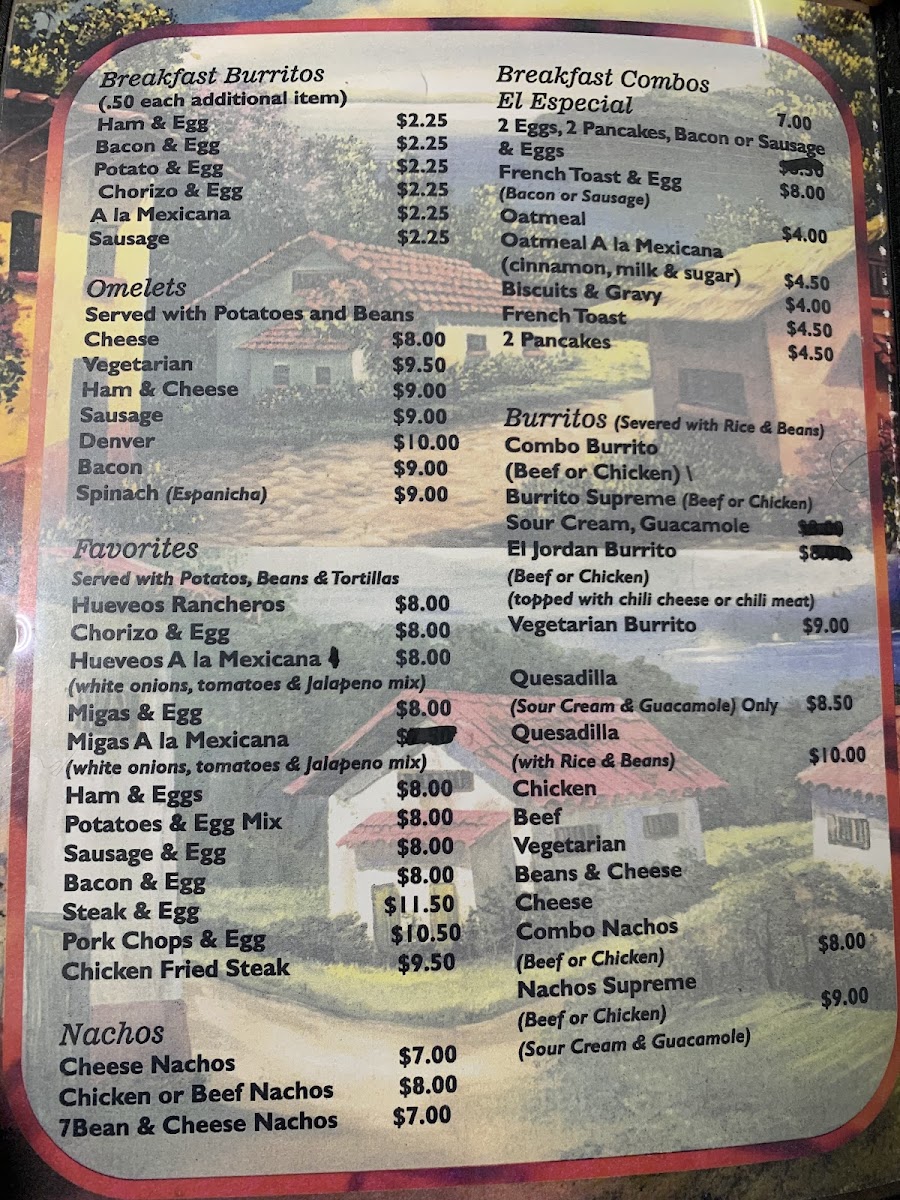 Breakfast Burritos
(.50 each additional item)
Ham & Egg $2.25
Bacon & Egg $2.25
Potato & Egg $2.25
Chorizo & Egg $2.25
A la Mexicana $2.25
Sausage $2.25
Omelets
Served with Potatoes and Beans
Cheese $8.00
Vegetarian $9.50
Ham & Cheese $9.00
Sausage $9.00
Denver $10.00
Bacon $9.00
Spinach (Espanicha) $9.00
Favorites
Served with Potatos, Beans & Tortillas
Hueveos Rancheros $8.00
Chorizo & Egg $8.00
Hueveos A la Mexicana $8.00
(white onions, tomatoes & Jalapeno mix)
Migas & Egg $8.00
Migas A la Mexicana $
(white onions, tomatoes & Jalapeno mix)
Ham & Eggs $8.00
Potatoes & Egg Mix $8.00
Sausage & Egg $8.00
Bacon & Egg $8.00
Steak & Egg $11.50
Pork Chops & Egg $10.50
Chicken Fried Steak $9.50
Nachos
Cheese Nachos $7.00
Chicken or Beef Nachos $8.00
7Bean & Cheese Nachos $7.00
Breakfast Combos
El Especial 7.00
2 Eggs, 2 Pancakes, Bacon or Sausage
& Eggs
French Toast & Egg $8.00
(Bacon or Sausage)
Oatmeal $4.00
Oatmeal A la Mexicana
(cinnamon, milk & sugar) $4.50
Biscuits & Gravy $4.00
French Toast $4.50
2 Pancakes $4.50
Burritos (Severed with Rice & Beans)
Combo Burrito
(Beef or Chicken) \
Burrito Supreme (Beef or Chicken)
Sour Cream, Guacamole
El Jordan Burrito
(Beef or Chicken)
(topped with chili cheese or chili meat)
Vegetarian Burrito $9.00
Quesadilla
(Sour Cream & Guacamole) Only $8.50
Quesadilla
(with Rice & Beans) $10.00
Chicken
Beef
Vegetarian
Beans & Cheese
Cheese
Combo Nachos
(Beef or Chicken) $8.00
Nachos Supreme
(Beef or Chicken) $9.00
(Sour Cream & Guacamole)